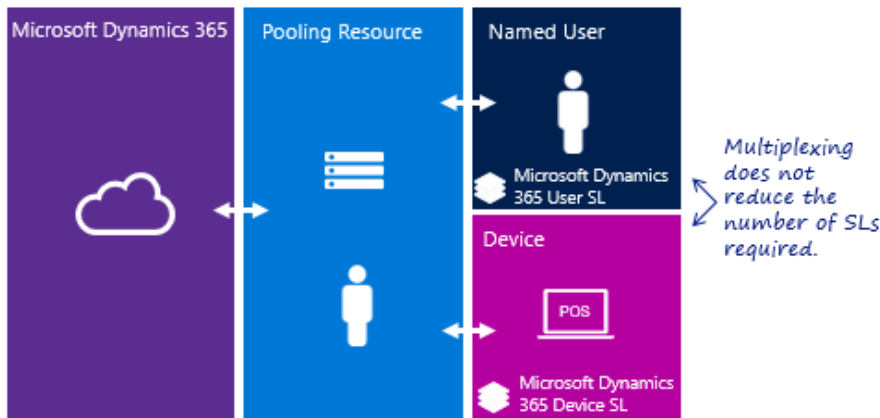 Microsoft Dynamics 365
Pooling Resource
Named User
Microsoft Dynamics
365 User SL
Device
POS
Microsoft Dynamics
365 Device SL
Multiplexing
does not
reduce the
number of SLs
required.